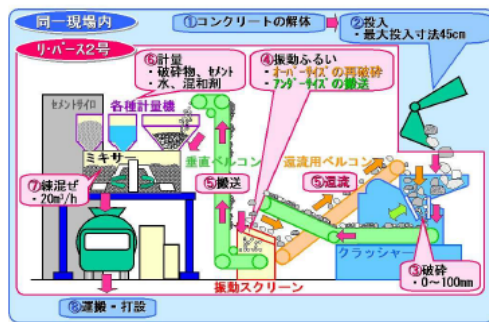 同一現場内
①コンクリートの解体
②投入
・最大投入寸法45cm
リ・バース2号
⑥計量
・破砕物、セメント
・水、混和剤
④振動ふるい
・オーバーサイズの再破砕
・アンダーサイズの搬送
セメントサイロ
各種計量機
ミキサー
垂直ベルコン
還流用ベルコン
⑦練混ぜ
・20m³/h
⑤搬送
⑤還流
クラッシャー
③破砕
・0～100mm
振動スクリーン
⑧運搬・打設